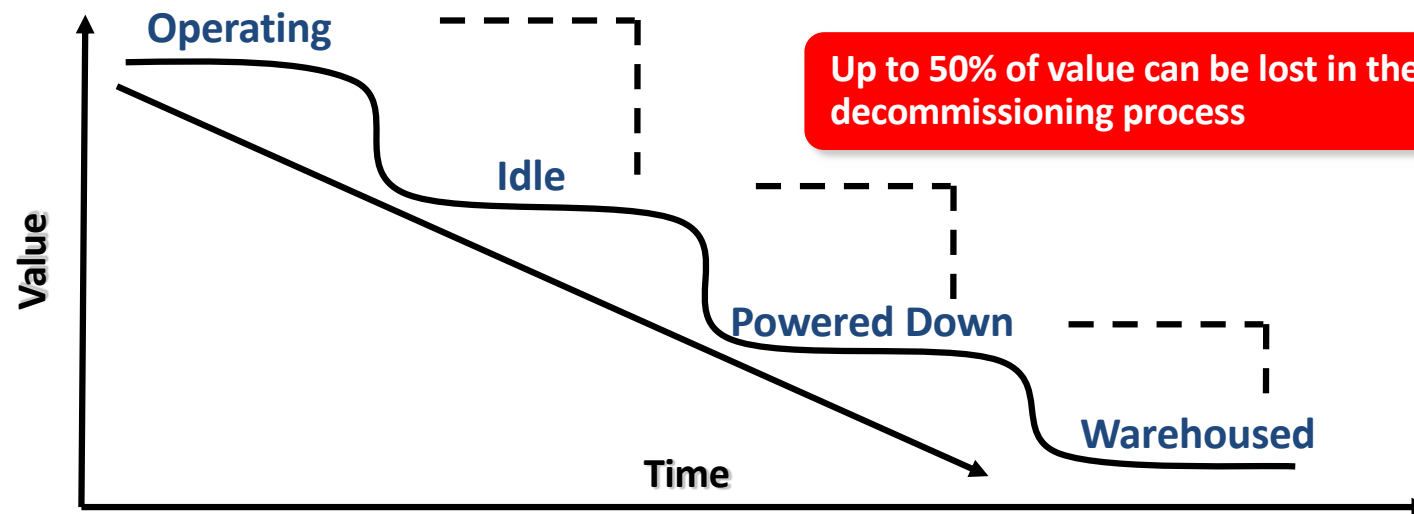 Operating
Up to 50% of value can be lost in the
decommissioning process
Idle
Value
Powered Down
Warehoused
Time